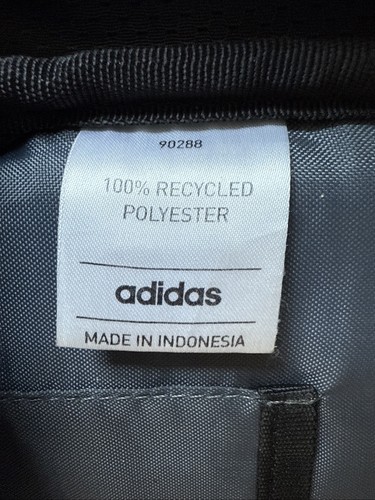 90288
100% RECYCLED
POLYESTER
adidas
MADE IN INDONESIA